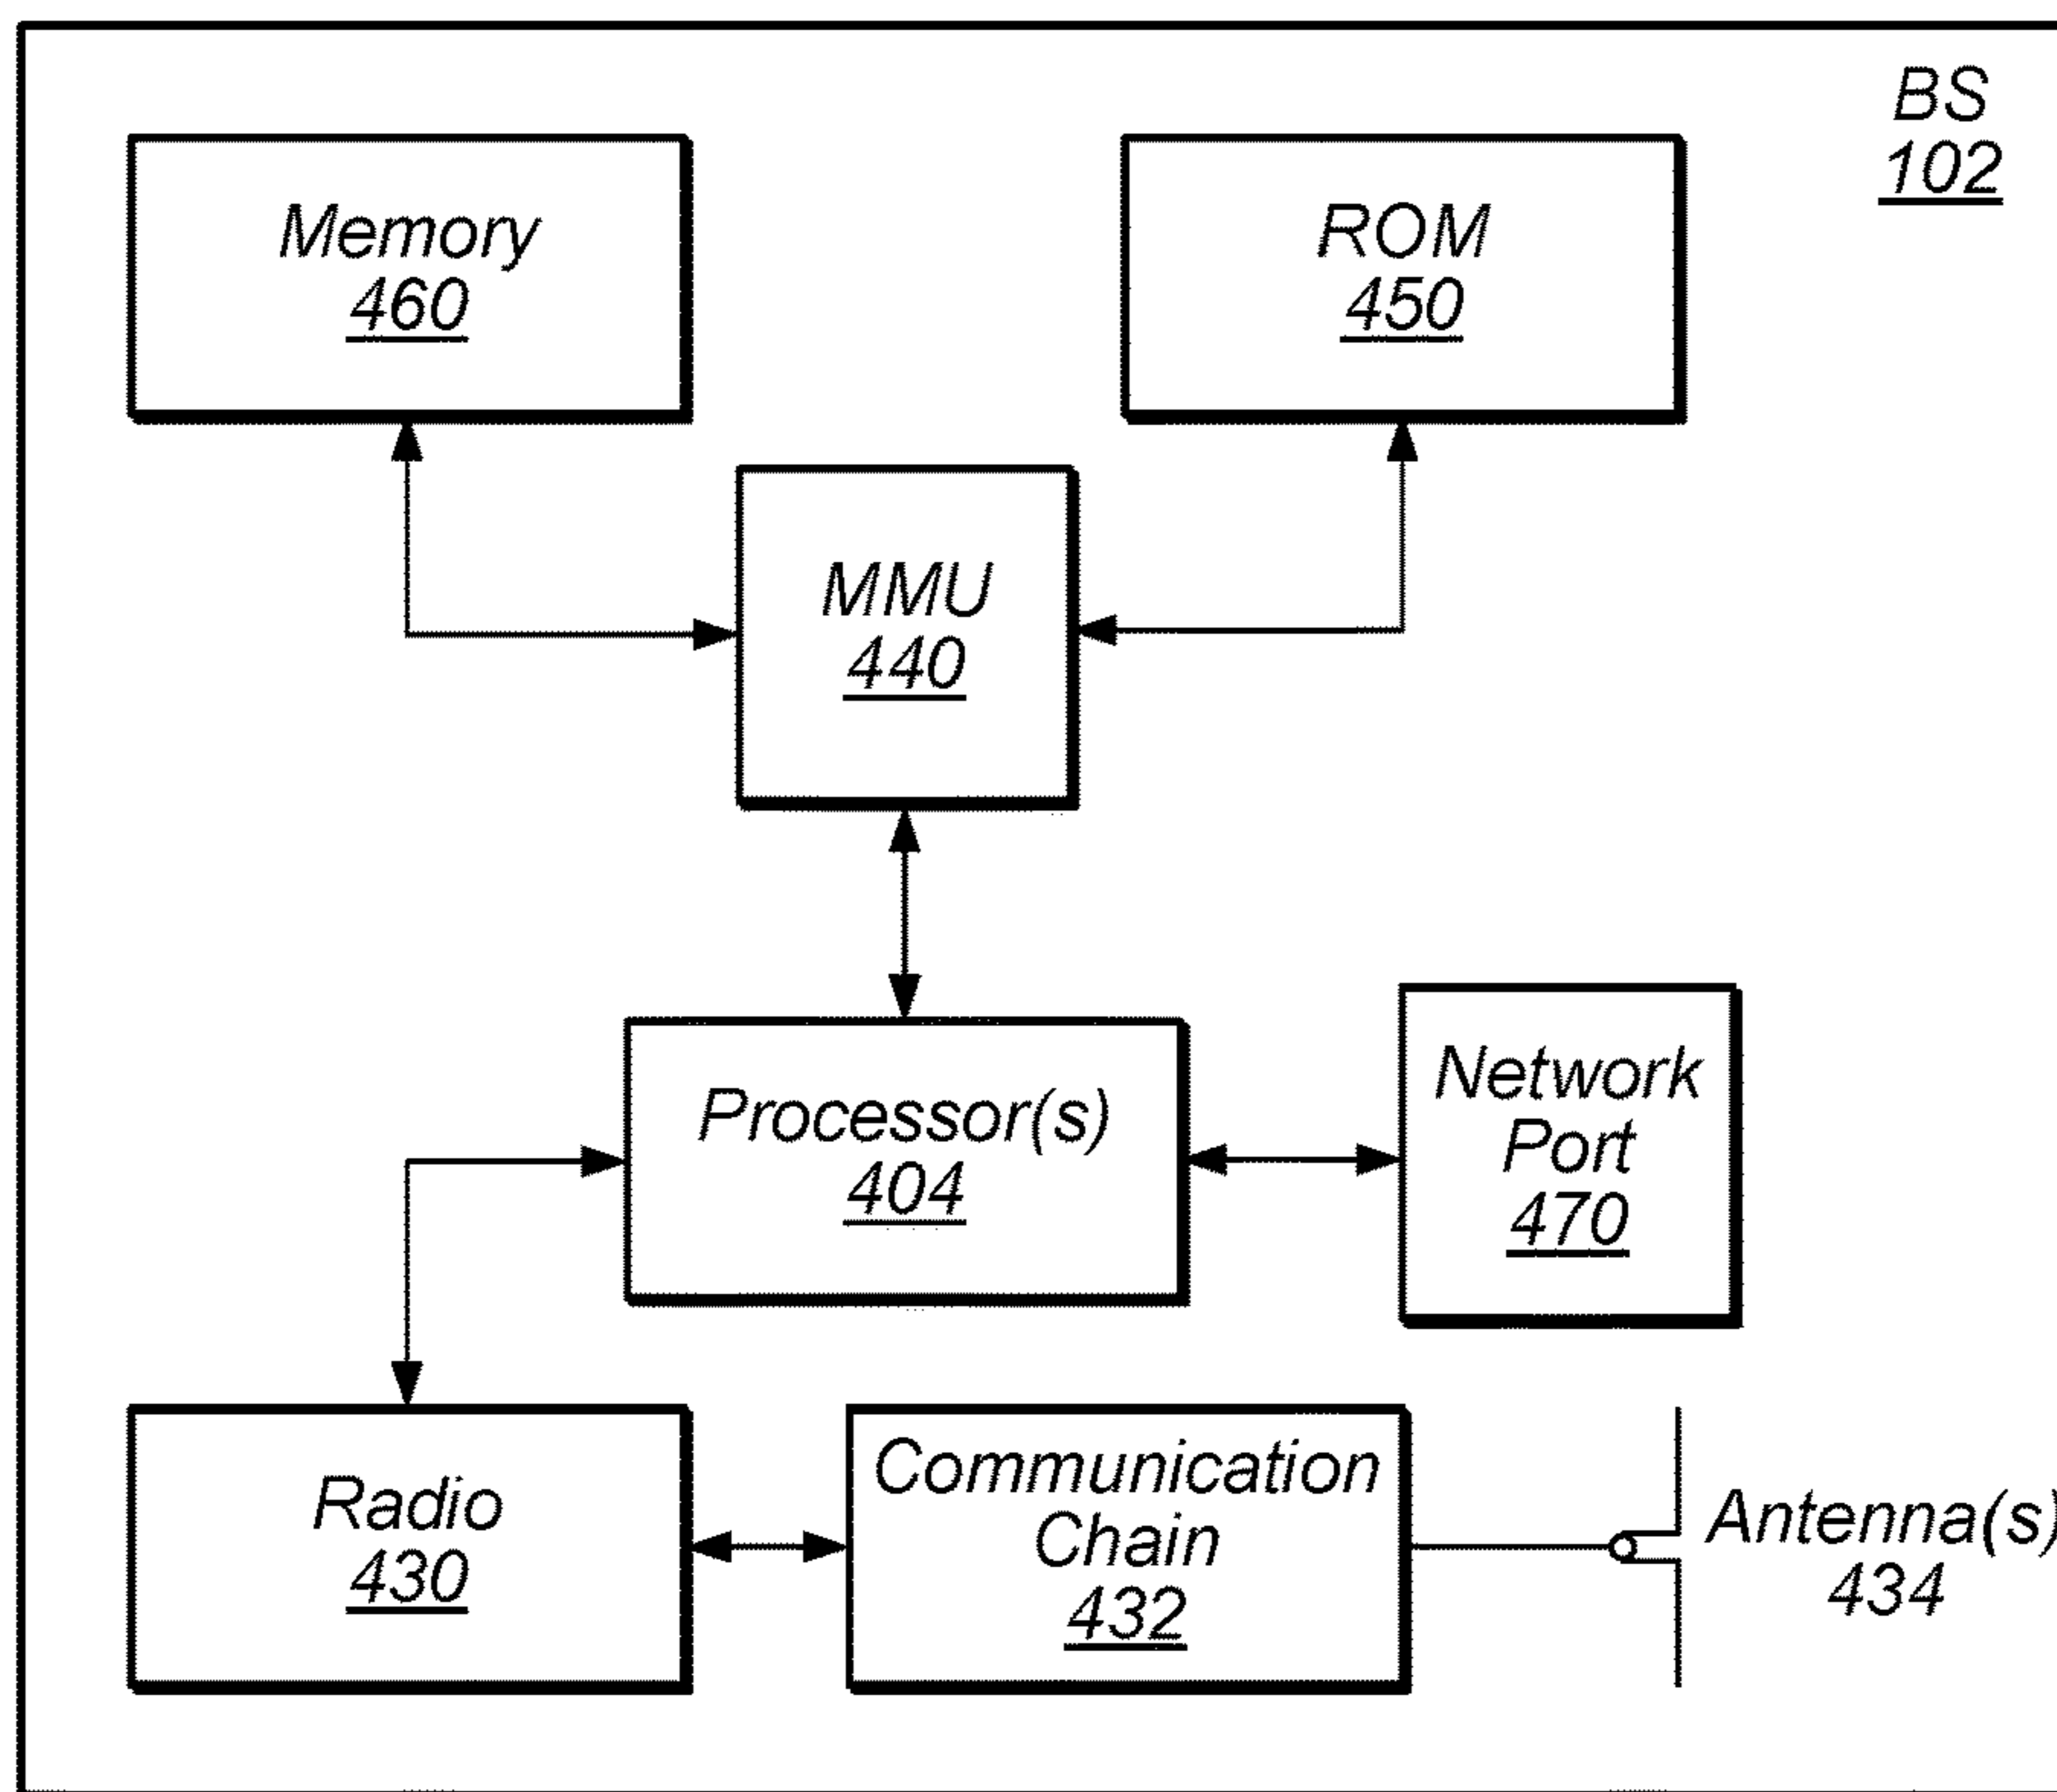 BS
102
Memory
460
ROM
450
MMU
440
Processor(s)
404
Network
Port
470
Radio
430
Communication
Chain
432
Antenna(s)
434